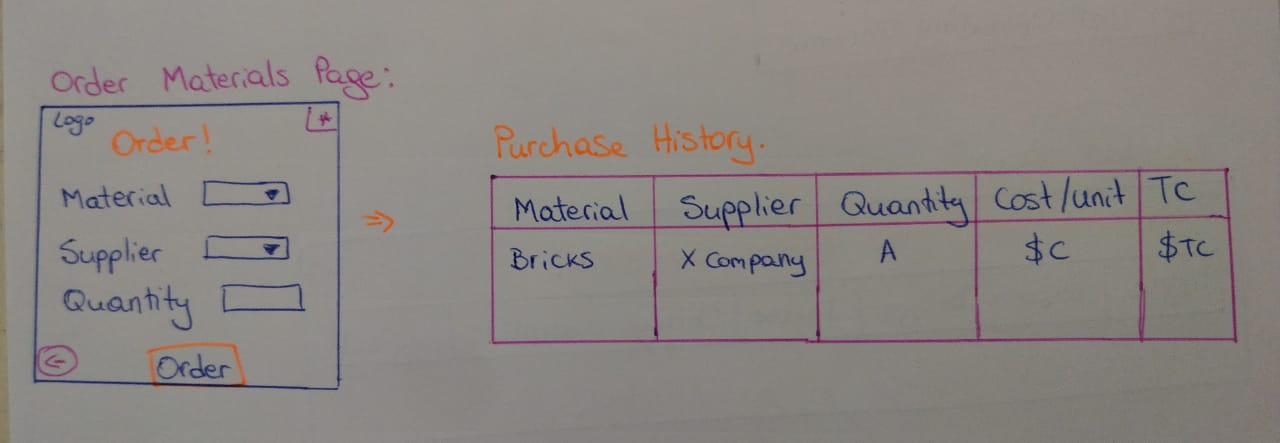 Order Materials Page:
Logo
*
Order!
Material
Supplier
Quantity
←
Order
⇒
Purchase History.
Material Supplier Quantity Cost/unit TC
Bricks X Company A $C $TC